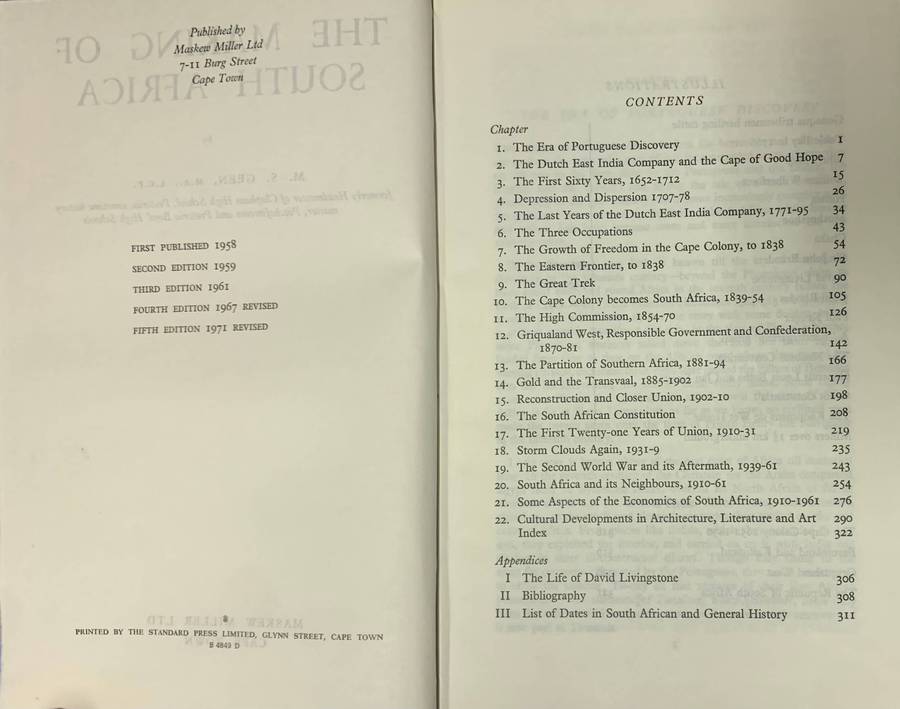 Published by
Maskew Miller Ltd
7-11 Burg Street
Cape Town
THE MAKING OF
SOUTH AFRICA
by
M. S. GEEN,
FIRST PUBLISHED 1958
SECOND EDITION 1959
THIRD EDITION 1961
FOURTH EDITION 1967 REVISED
FIFTH EDITION 1971 REVISED
MASKEW MILLER LTD
CAPE TOWN
PRINTED BY THE STANDARD PRESS LIMITED, GLYNN STREET, CAPE TOWN
B 4849 D
ILLUSTRATIONS
CONTENTS
Chapter
1. The Era of Portuguese Discovery 1
2. The Dutch East India Company and the Cape of Good Hope 7
3. The First Sixty Years, 1652-1712 15
4. Depression and Dispersion 1707-78 26
5. The Last Years of the Dutch East India Company, 1771-95 34
6. The Three Occupations 43
7. The Growth of Freedom in the Cape Colony, to 1838 54
8. The Eastern Frontier, to 1838 72
9. The Great Trek 90
10. The Cape Colony becomes South Africa, 1839-54 105
11. The High Commission, 1854-70 126
12. Griqualand West, Responsible Government and Confederation,
1870-81 142
13. The Partition of Southern Africa, 1881-94 166
14. Gold and the Transvaal, 1885-1902 177
15. Reconstruction and Closer Union, 1902-10 198
16. The South African Constitution 208
17. The First Twenty-one Years of Union, 1910-31 219
18. Storm Clouds Again, 1931-9 235
19. The Second World War and its Aftermath, 1939-61 243
20. South Africa and its Neighbours, 1910-61 254
21. Some Aspects of the Economics of South Africa, 1910-1961 276
22. Cultural Developments in Architecture, Literature and Art 290
Index 322
Appendices
I The Life of David Livingstone 306
II Bibliography 308
III List of Dates in South African and General History 311